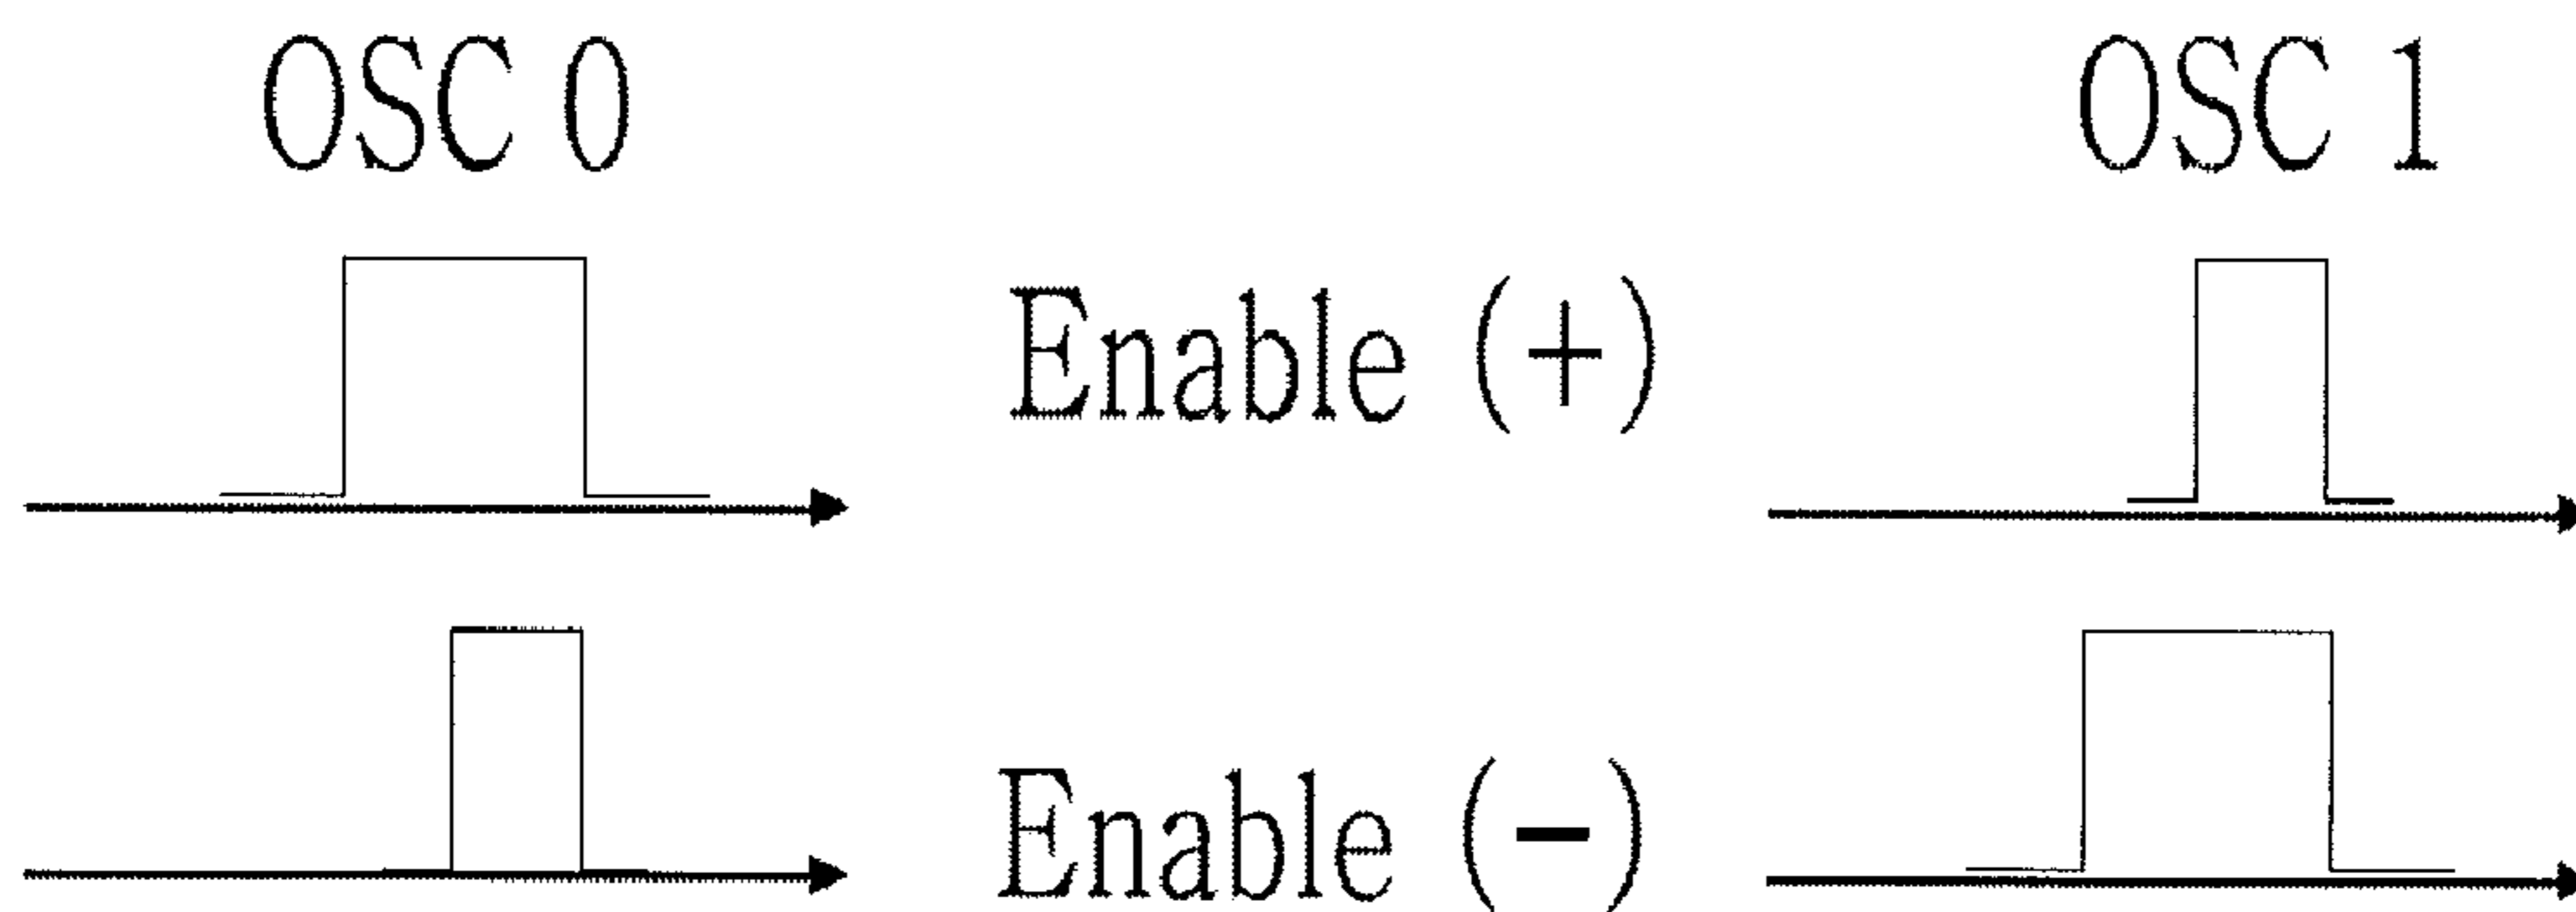 OSC 0 OSC 1
Enable (+)
Enable (−)